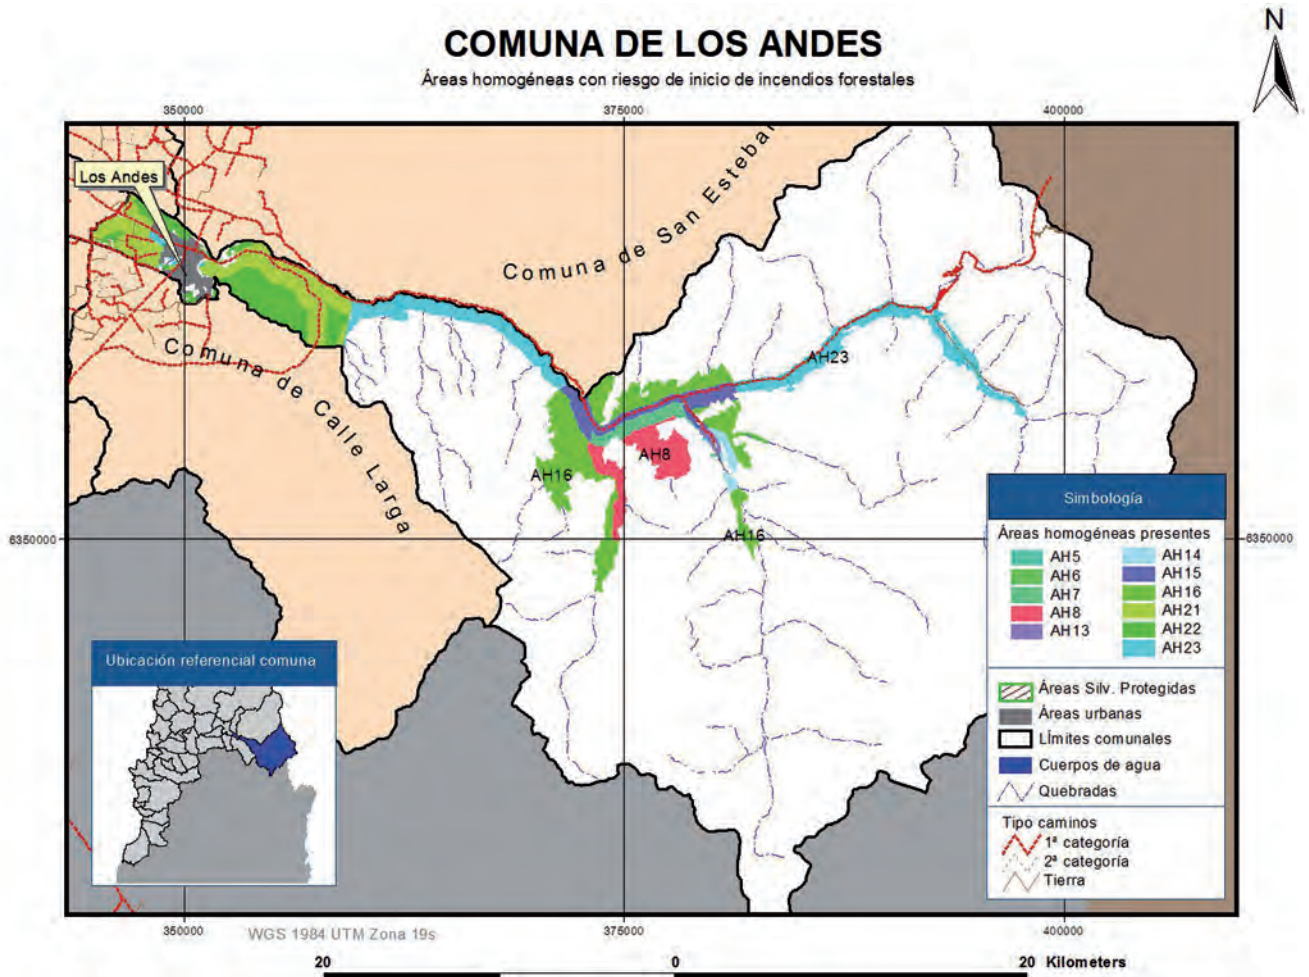 COMUNA DE LOS ANDES
Áreas homogéneas con riesgo de inicio de incendios forestales
N
350000
375000
400000
Los Andes
Comuna de San Esteban
Comuna de Calle Larga
AH23
AH8
AH16
AH16
6350000
6350000
Simbología
Áreas homogéneas presentes
AH5
AH6
AH7
AH8
AH13
AH14
AH15
AH16
AH21
AH22
AH23
Áreas Silv. Protegidas
Áreas urbanas
LÍmites comunales
Cuerpos de agua
Quebradas
Tipo caminos
1ª categoría
2ª categoría
Tierra
Ubicación referencial comuna
350000
WGS 1984 UTM Zona 19s
375000
400000
20
0
20 Kilometers